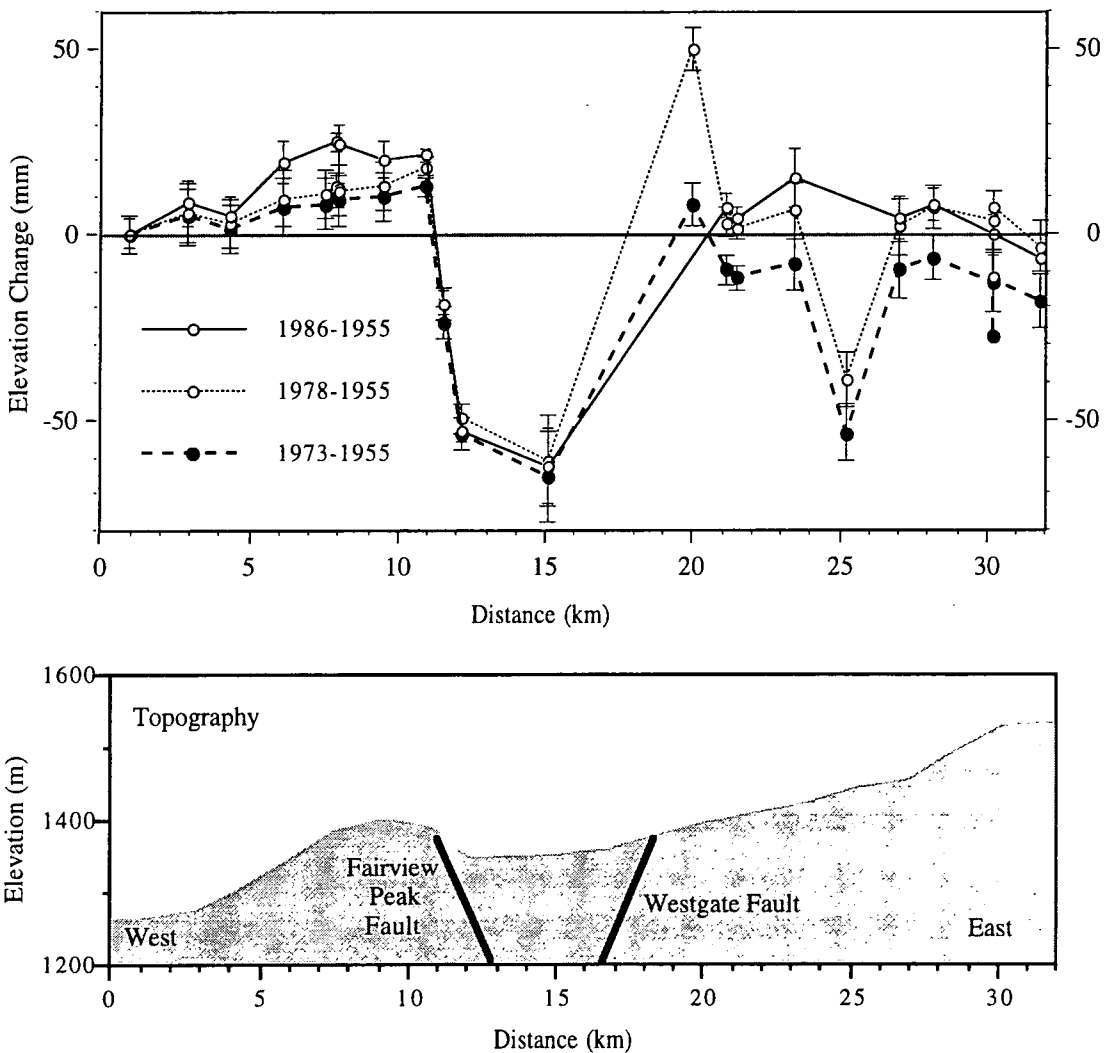 50
0
-50
50
0
-50
Elevation Change (mm)
1986-1955
1978-1955
1973-1955
0 5 10 15 20 25 30
Distance (km)
1600
1400
1200
Elevation (m)
Topography
Fairview
Peak
Fault
Westgate Fault
West
East
0 5 10 15 20 25 30
Distance (km)